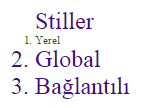 Stiller
1. Yerel
2. Global
3. Bağlantılı